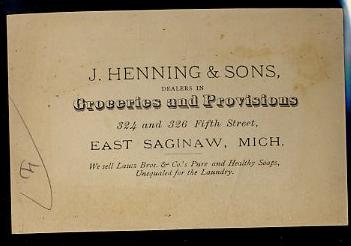 J. HENNING & SONS,
DEALERS IN
Groceries and Provisions
324 and 326 Fifth Street,
EAST SAGINAW, MICH.
We sell Lautz Bros. & Co.'s Pure and Healthy Soaps,
Unequaled for the Laundry.